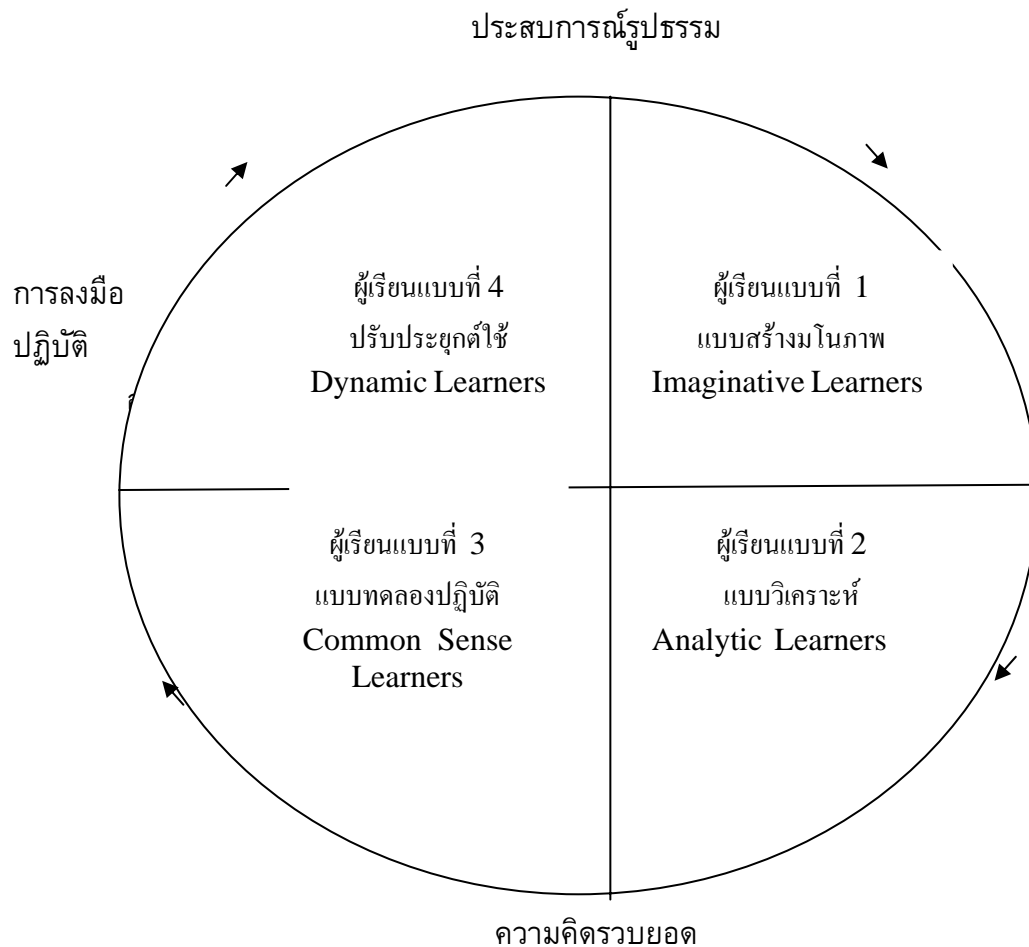 ประสบการณ์รูปธรรม
การลงมือ
ปฏิบัติ
ผู้เรียนแบบที่ 4
ปรับประยุกต์ใช้
Dynamic Learners
ผู้เรียนแบบที่ 1
แบบสร้างมโนภาพ
Imaginative Learners
ผู้เรียนแบบที่ 3
แบบทดลองปฏิบัติ
Common Sense
Learners
ผู้เรียนแบบที่ 2
แบบวิเคราะห์
Analytic Learners
ความคิดรวบยอด